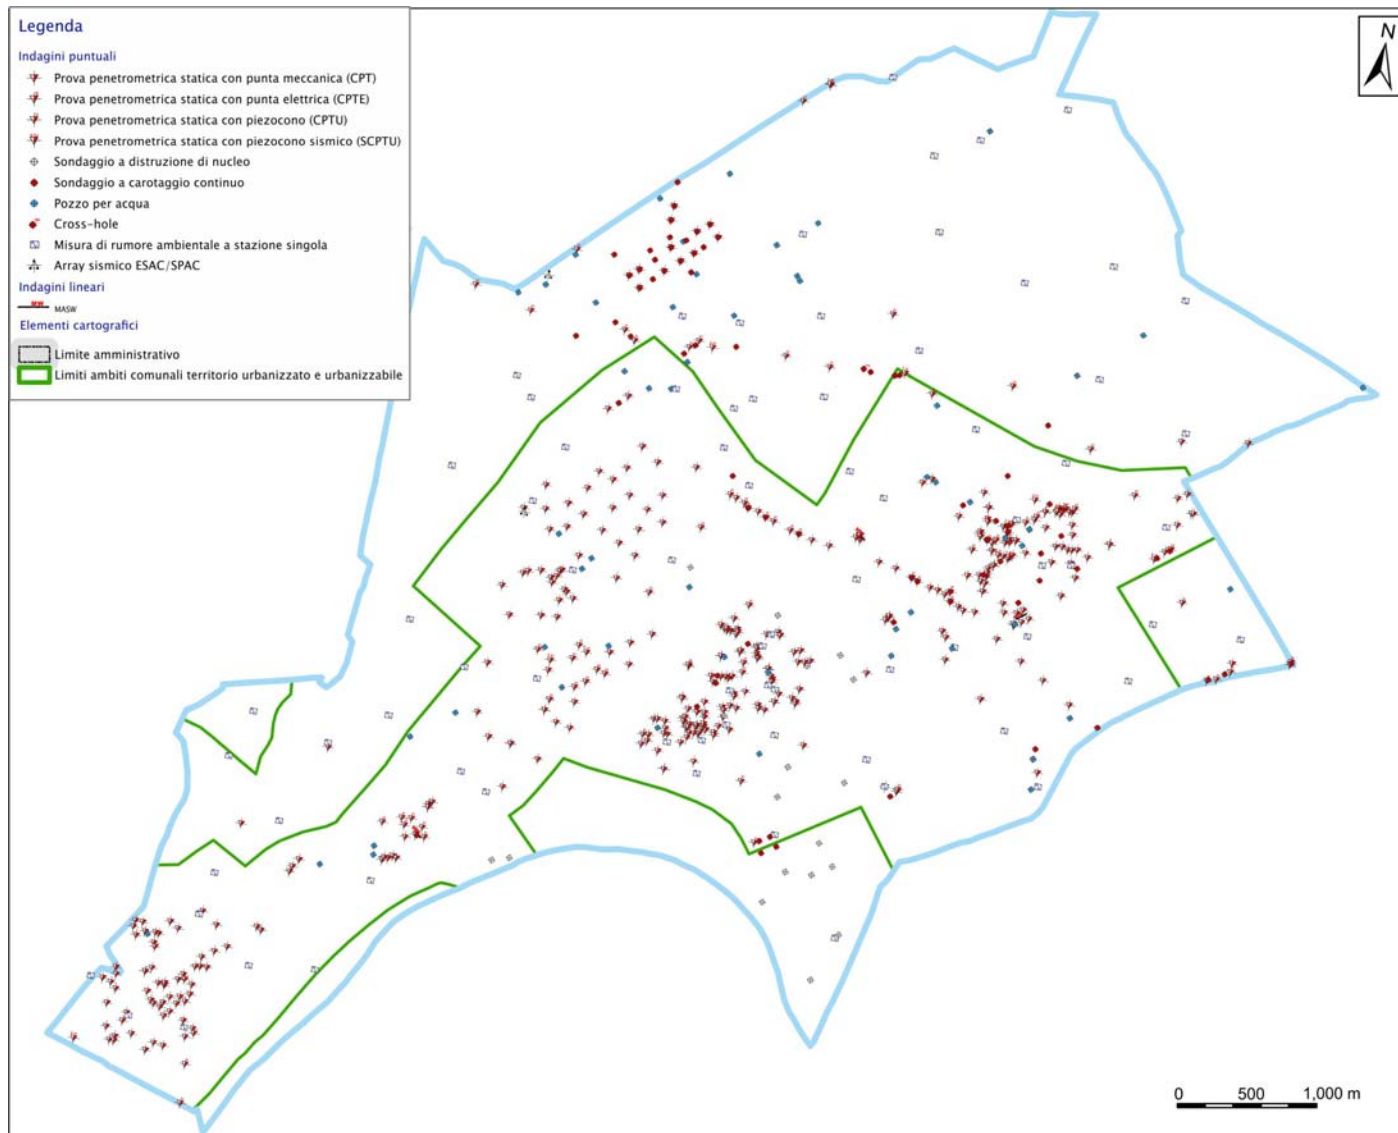 Legenda
Indagini puntuali
Prova penetrometrica statica con punta meccanica (CPT)
Prova penetrometrica statica con punta elettrica (CPTE)
Prova penetrometrica statica con piezocono (CPTU)
Prova penetrometrica statica con piezocono sismico (SCPTU)
Sondaggio a distruzione di nucleo
Sondaggio a carotaggio continuo
Pozzo per acqua
Cross-hole
Misura di rumore ambientale a stazione singola
Array sismico ESAC/SPAC
Indagini lineari
MASW
Elementi cartografici
Limite amministrativo
Limiti ambiti comunali territorio urbanizzato e urbanizzabile
N
0 500 1,000 m